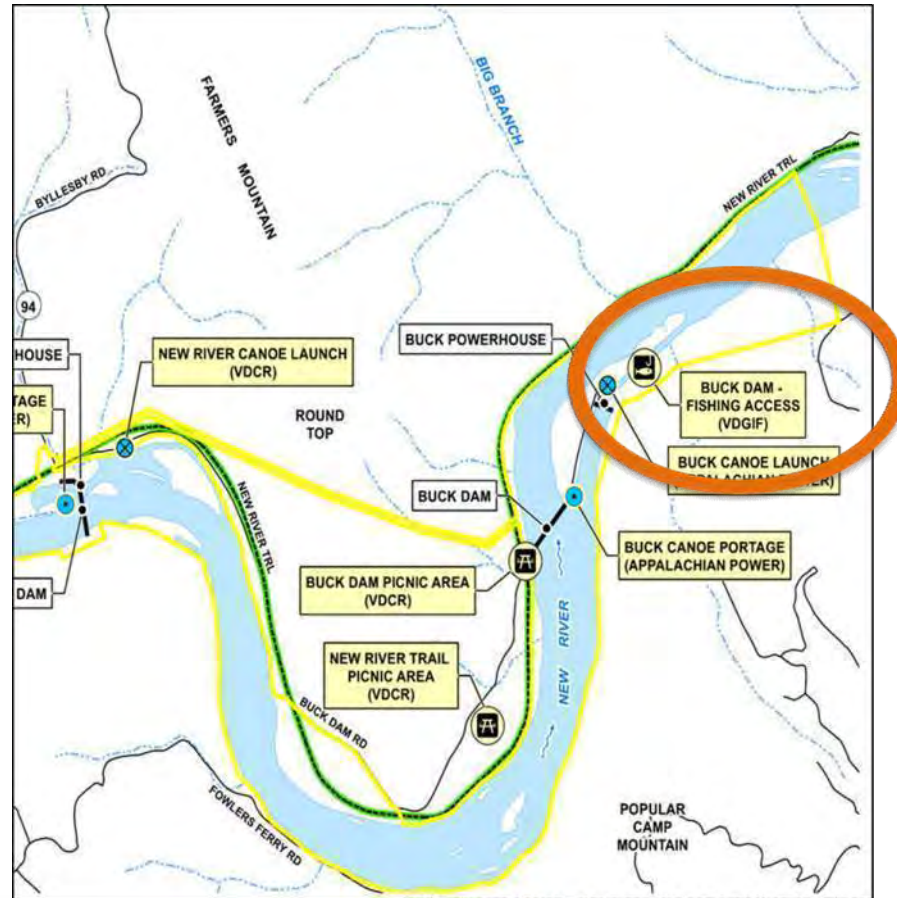 FARMERS
MOUNTAIN
BIG BRANCH
BYLLESBY RD
NEW RIVER TRL
94
HOUSE
NEW RIVER CANOE LAUNCH
(VDCR)
BUCK POWERHOUSE
TAGE
ER)
ROUND
TOP
BUCK DAM -
FISHING ACCESS
(VDGIF)
BUCK CANOE LAUNCH
NEW RIVER TRL
BUCK DAM
DAM
BUCK CANOE PORTAGE
(APPALACHIAN POWER)
BUCK DAM PICNIC AREA
(VDCR)
NEW RIVER
NEW RIVER TRAIL
PICNIC AREA
(VDCR)
BUCK DAM RD
FOWLERS FERRY RD
POPULAR
CAMP
MOUNTAIN